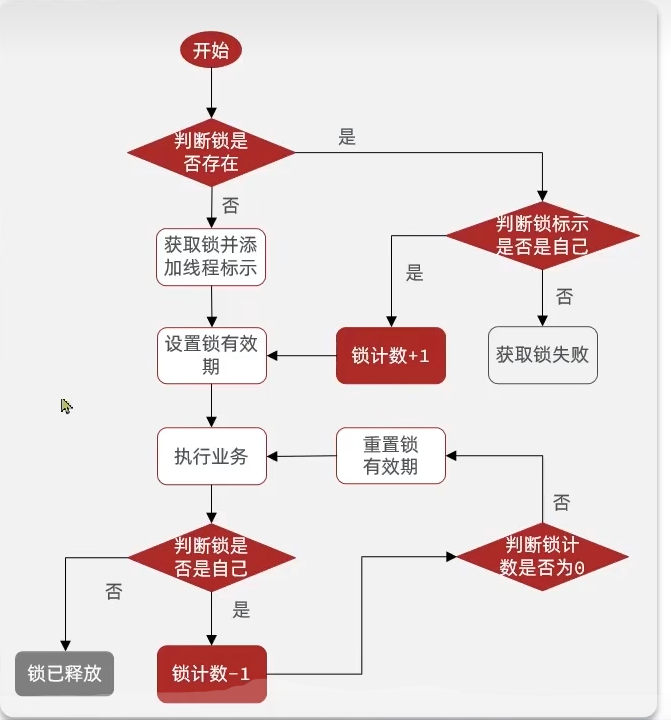 开始
判断锁是
否存在
是
否
获取锁并添
加线程标示
判断锁标示
是否是自己
是
否
设置锁有效
期
锁计数+1
获取锁失败
执行业务
重置锁
有效期
否
判断锁是
否是自己
判断锁计
数是否为0
否
是
锁已释放
锁计数-1